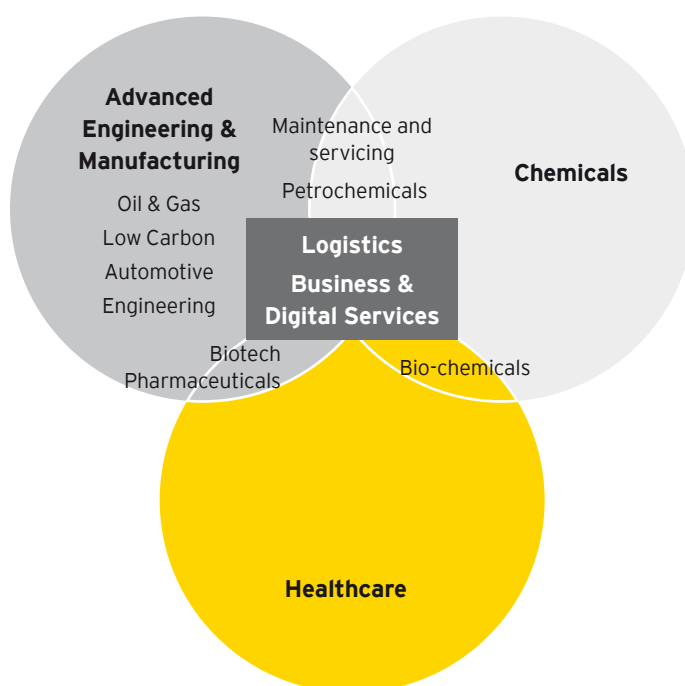 Advanced
Engineering &
Manufacturing
Oil & Gas
Low Carbon
Automotive
Engineering
Maintenance and
servicing
Petrochemicals
Chemicals
Logistics
Business &
Digital Services
Biotech
Pharmaceuticals
Bio-chemicals
Healthcare